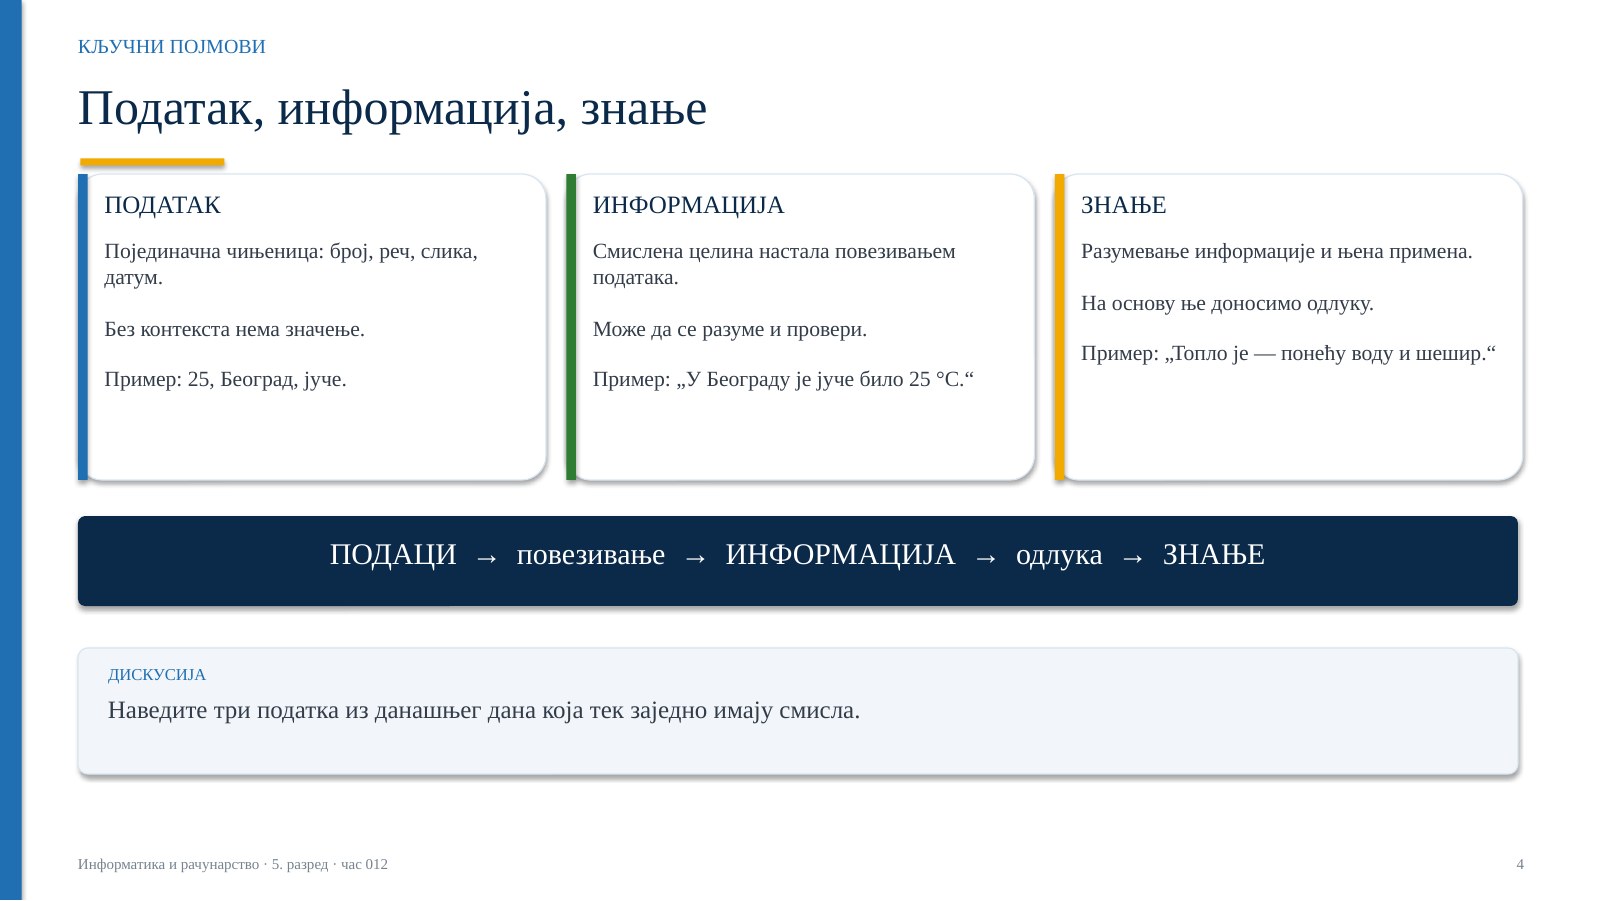 КЉУЧНИ ПОЈМОВИ
Податак, информација, знање
ПОДАТАК
Појединачна чињеница: број, реч, слика,
датум.
Без контекста нема значење.
Пример: 25, Београд, јуче.
ИНФОРМАЦИЈА
Смислена целина настала повезивањем
података.
Може да се разуме и провери.
Пример: „У Београду је јуче било 25 °C.“
ЗНАЊЕ
Разумевање информације и њена примена.
На основу ње доносимо одлуку.
Пример: „Топло је — понећу воду и шешир.“
ПОДАЦИ → повезивање → ИНФОРМАЦИЈА → одлука → ЗНАЊЕ
ДИСКУСИЈА
Наведите три податка из данашњег дана која тек заједно имају смисла.
Информатика и рачунарство · 5. разред · час 012
4